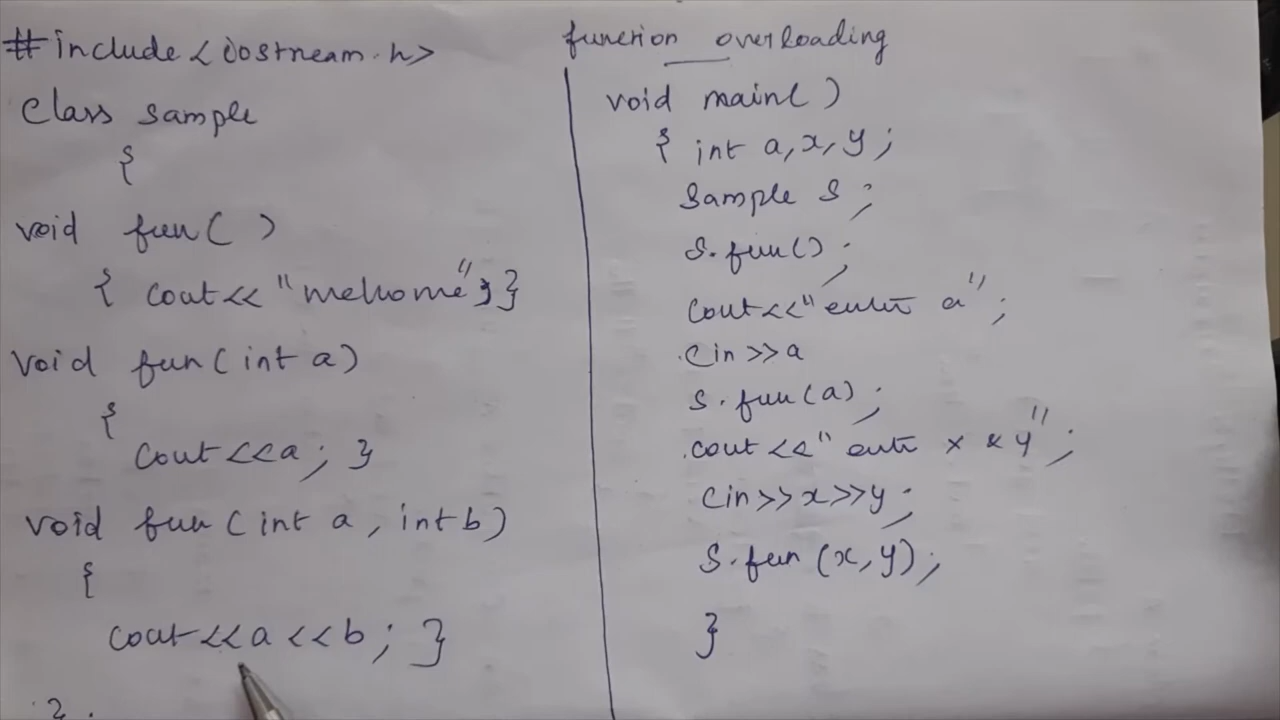 #include<iostream.h>
Class sample
{
void fun( )
{ cout<< "welcome"; }
void fun(int a)
{
cout<<a; }
void fun(int a, int b)
{
cout<<a<<b; }
function overloading
void main( )
{ int a, x, y;
Sample S;
S.fun();
cout<<"enter a";
cin>>a
S.fun(a);
cout<<"enter x & y";
cin>>x>>y;
S.fun(x, y);
}